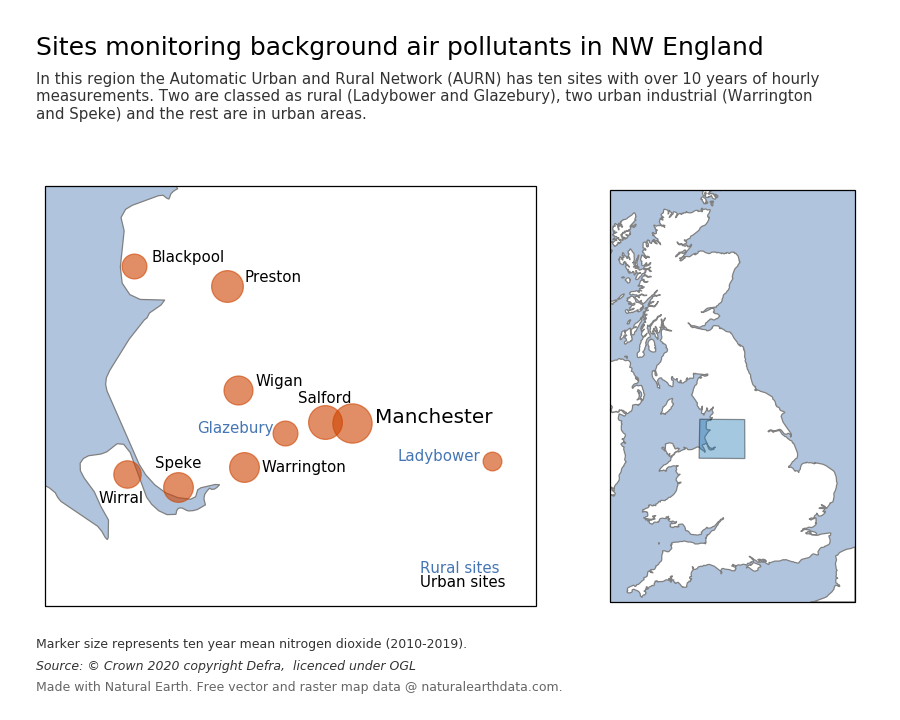 Sites monitoring background air pollutants in NW England
In this region the Automatic Urban and Rural Network (AURN) has ten sites with over 10 years of hourly
measurements. Two are classed as rural (Ladybower and Glazebury), two urban industrial (Warrington
and Speke) and the rest are in urban areas.
Blackpool
Preston
Wigan
Salford
Manchester
Glazebury
Ladybower
Speke
Warrington
Wirral
Rural sites
Urban sites
Marker size represents ten year mean nitrogen dioxide (2010-2019).
Source: © Crown 2020 copyright Defra,  licenced under OGL
Made with Natural Earth. Free vector and raster map data @ naturalearthdata.com.